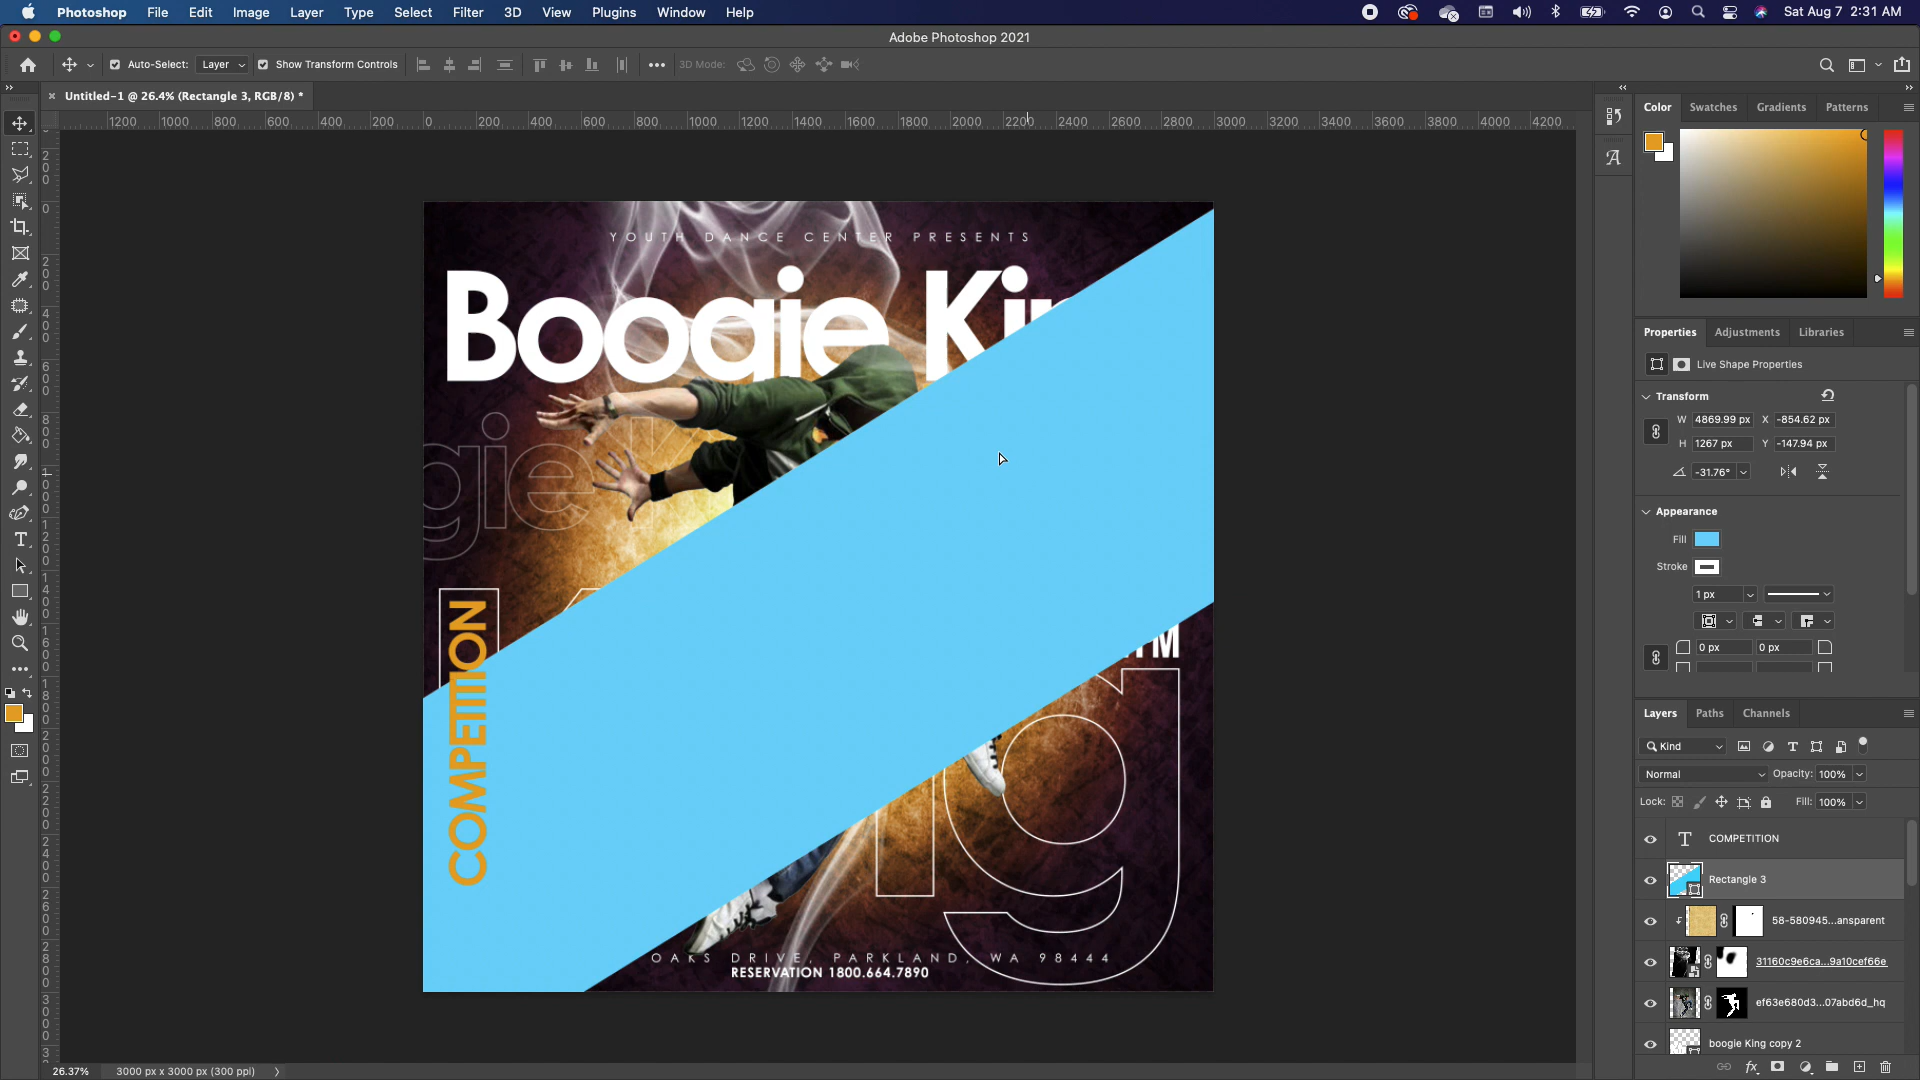 Photoshop File Edit Image Layer Type Select Filter 3D View Plugins Window Help Sat Aug 7 2:31 AM
Adobe Photoshop 2021
Auto-Select: Layer Show Transform Controls 3D Mode:
Untitled-1 @ 26.4% (Rectangle 3, RGB/8) *
1200 1000 800 600 400 200 0 200 400 600 800 1000 1200 1400 1600 1800 2000 2200 2400 2600 2800 3000 3200 3400 3600 3800 4000 4200
Color Swatches Gradients Patterns
YOUTH DANCE CENTER PRESENTS
Boogie Kin
gie K
COMPETITION
g
OAKS DRIVE, PARKLAND, WA 98444
RESERVATION 1800.664.7890
Properties Adjustments Libraries
Live Shape Properties
Transform
W 4869.99 px X -854.62 px
H 1267 px Y -147.94 px
-31.76°
Appearance
Fill
Stroke
1 px
0 px 0 px
Layers Paths Channels
Kind
Normal Opacity: 100%
Lock: Fill: 100%
COMPETITION
Rectangle 3
58-580945...ansparent
31160c9e6ca...9a10cef66e
ef63e680d3...07abd6d_hq
boogie King copy 2
26.37% 3000 px x 3000 px (300 ppi)